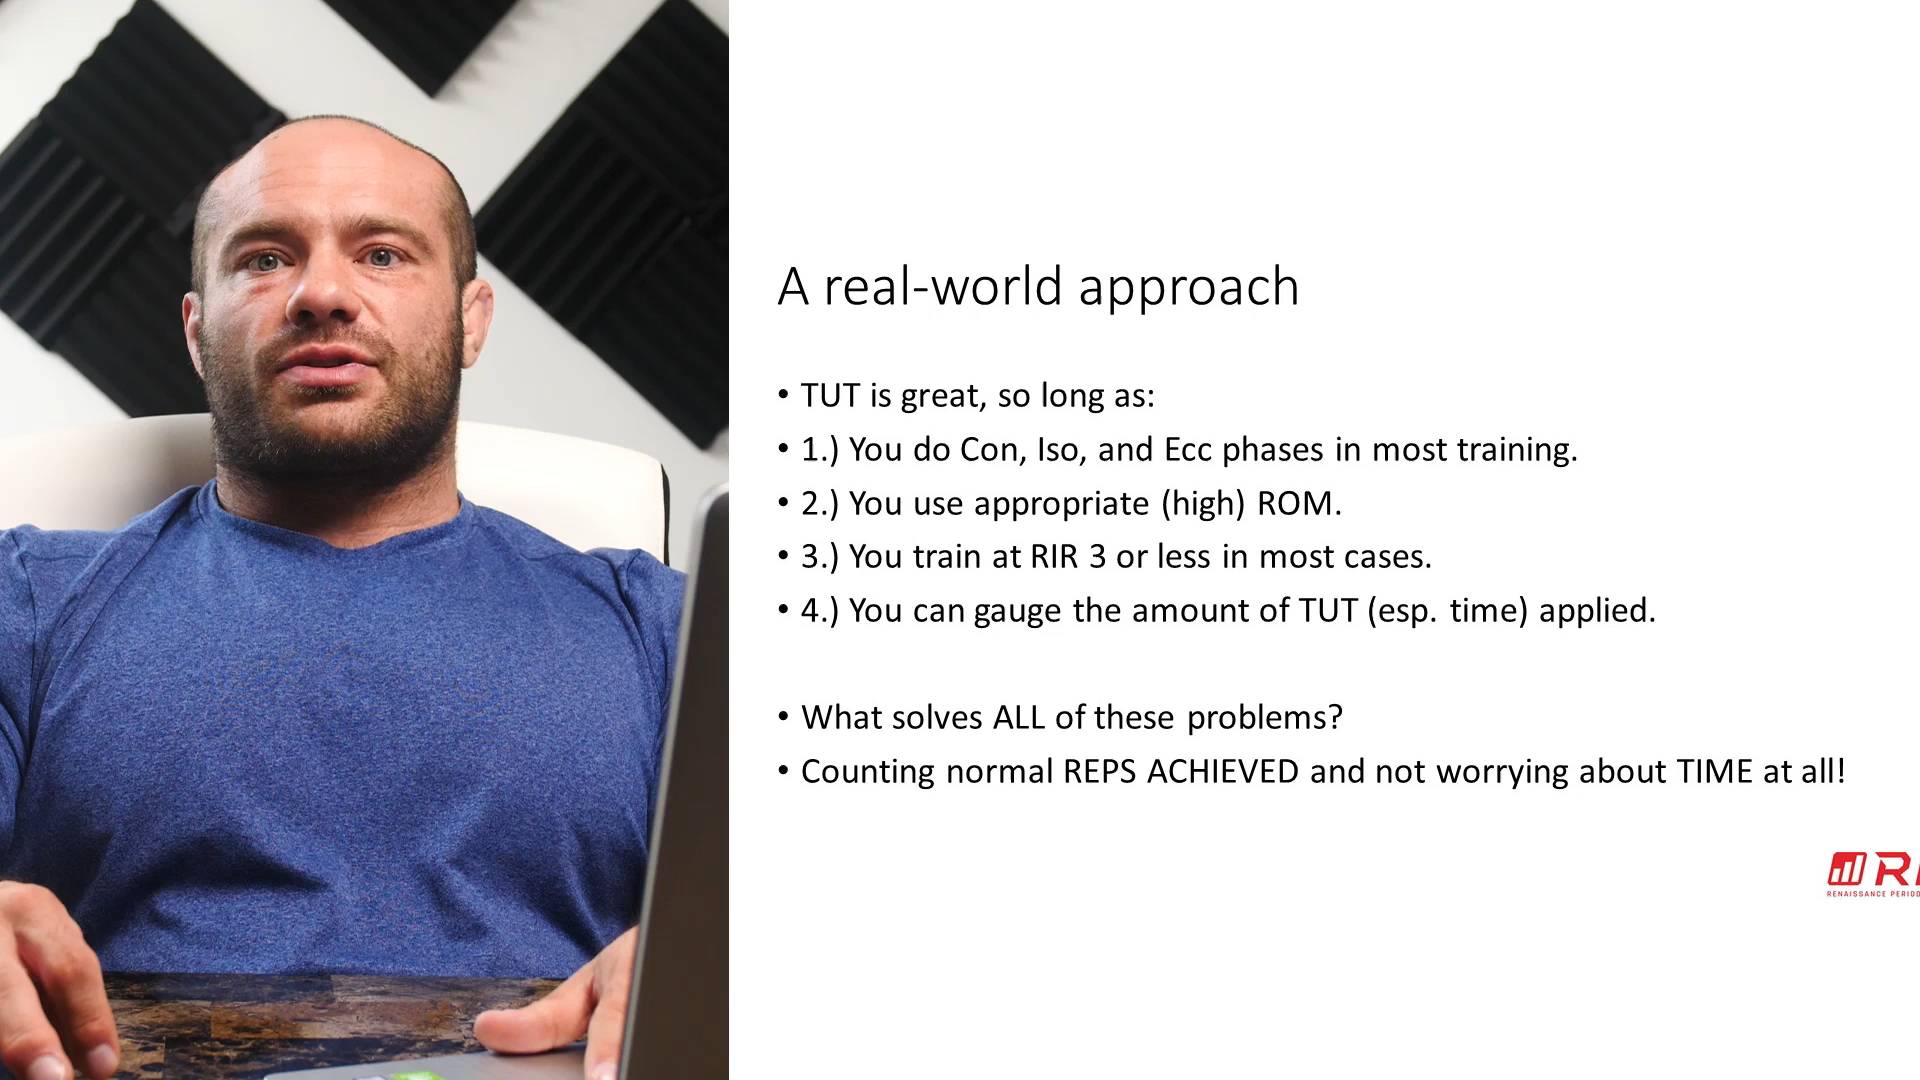 A real-world approach
• TUT is great, so long as:
• 1.) You do Con, Iso, and Ecc phases in most training.
• 2.) You use appropriate (high) ROM.
• 3.) You train at RIR 3 or less in most cases.
• 4.) You can gauge the amount of TUT (esp. time) applied.
• What solves ALL of these problems?
• Counting normal REPS ACHIEVED and not worrying about TIME at all!
RENAISSANCE